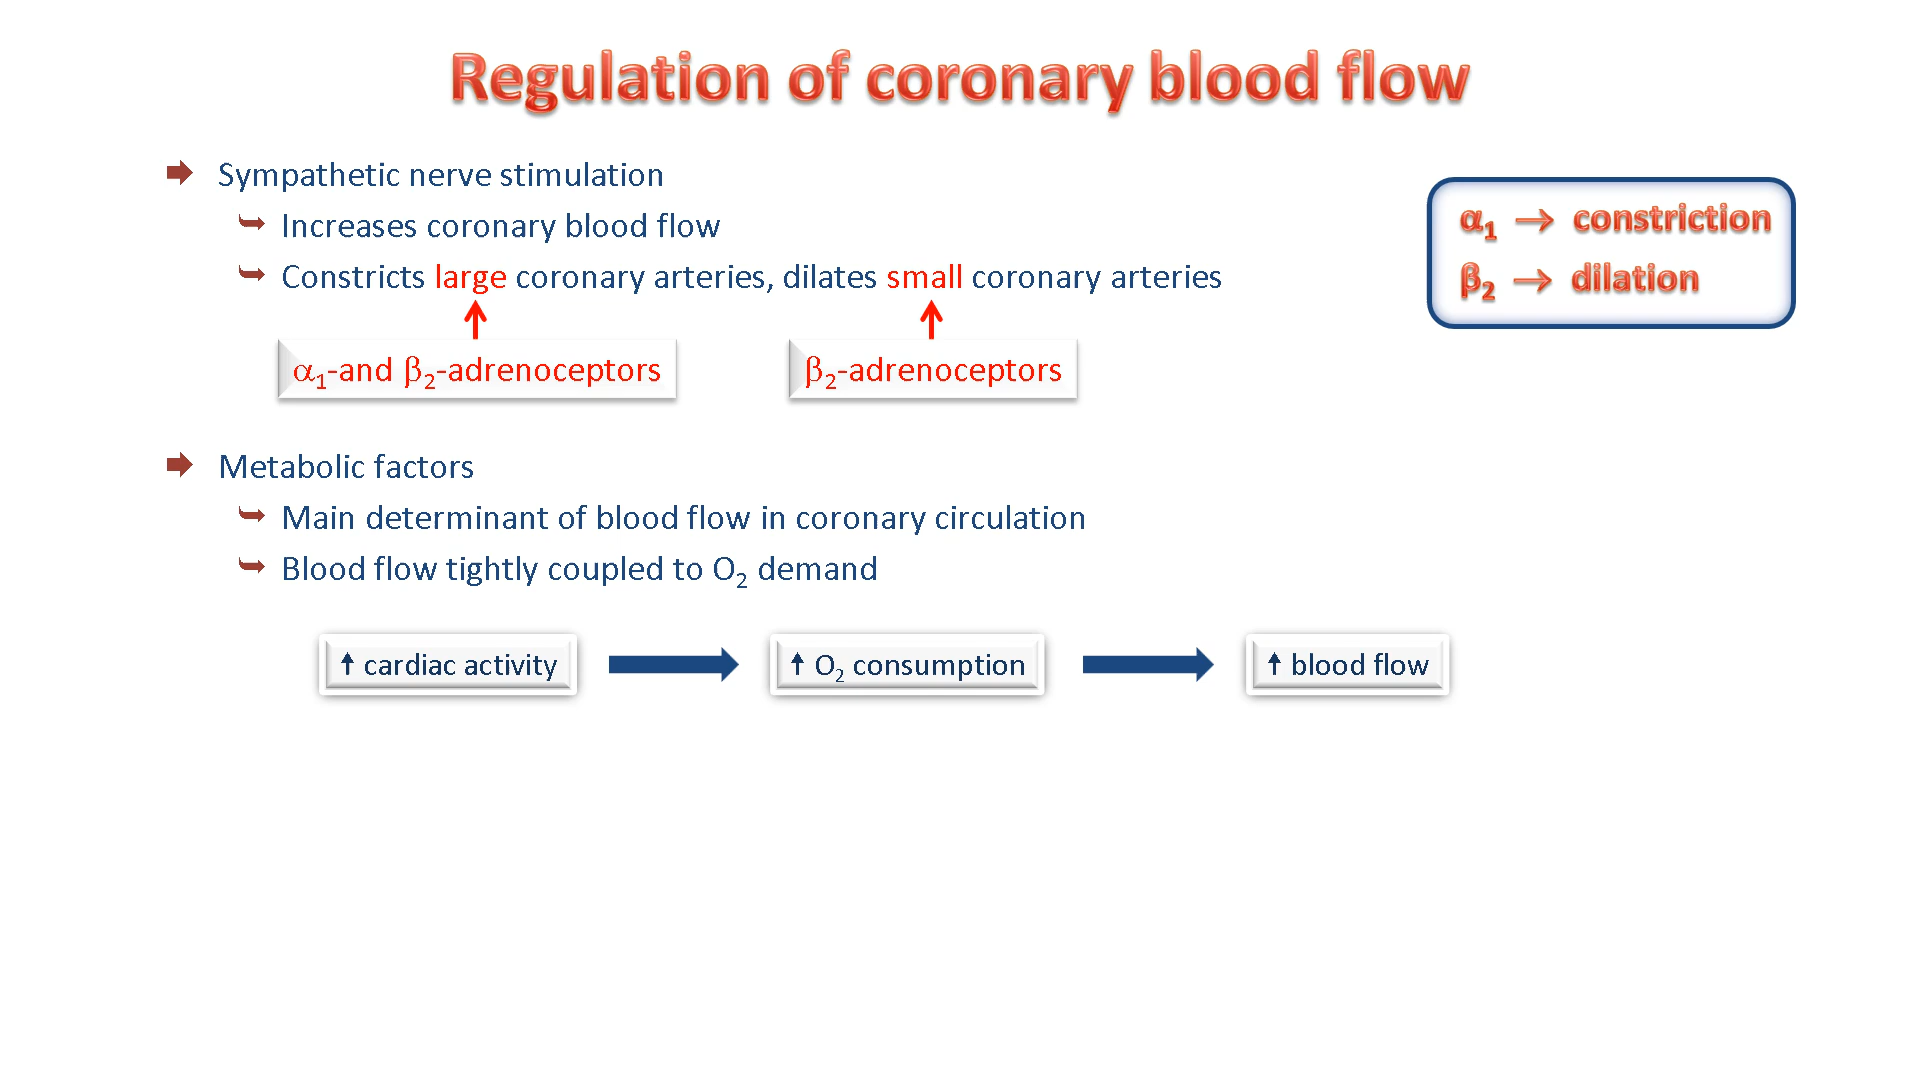 Regulation of coronary blood flow
Sympathetic nerve stimulation
Increases coronary blood flow
Constricts large coronary arteries, dilates small coronary arteries
α₁-and β₂-adrenoceptors
β₂-adrenoceptors
α₁ → constriction
β₂ → dilation
Metabolic factors
Main determinant of blood flow in coronary circulation
Blood flow tightly coupled to O₂ demand
↑ cardiac activity
↑ O₂ consumption
↑ blood flow